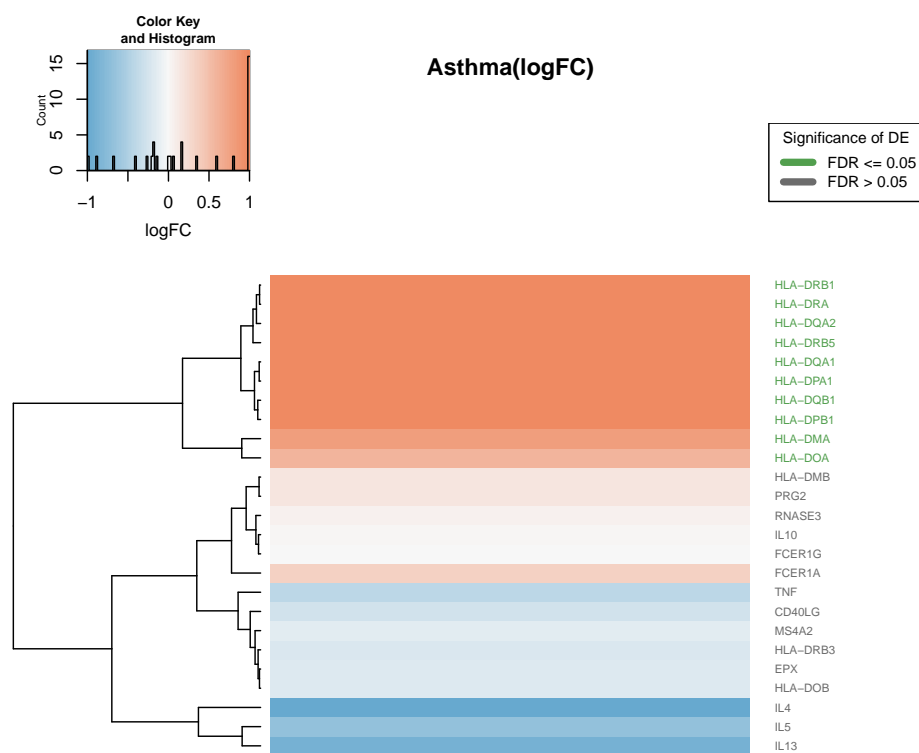 Color Key
and Histogram
Asthma(logFC)
Count
15
10
5
0
−1 0 0.5 1
logFC
Significance of DE
FDR <= 0.05
FDR > 0.05
HLA−DRB1
HLA−DRA
HLA−DQA2
HLA−DRB5
HLA−DQA1
HLA−DPA1
HLA−DQB1
HLA−DPB1
HLA−DMA
HLA−DOA
HLA−DMB
PRG2
RNASE3
IL10
FCER1G
FCER1A
TNF
CD40LG
MS4A2
HLA−DRB3
EPX
HLA−DOB
IL4
IL5
IL13